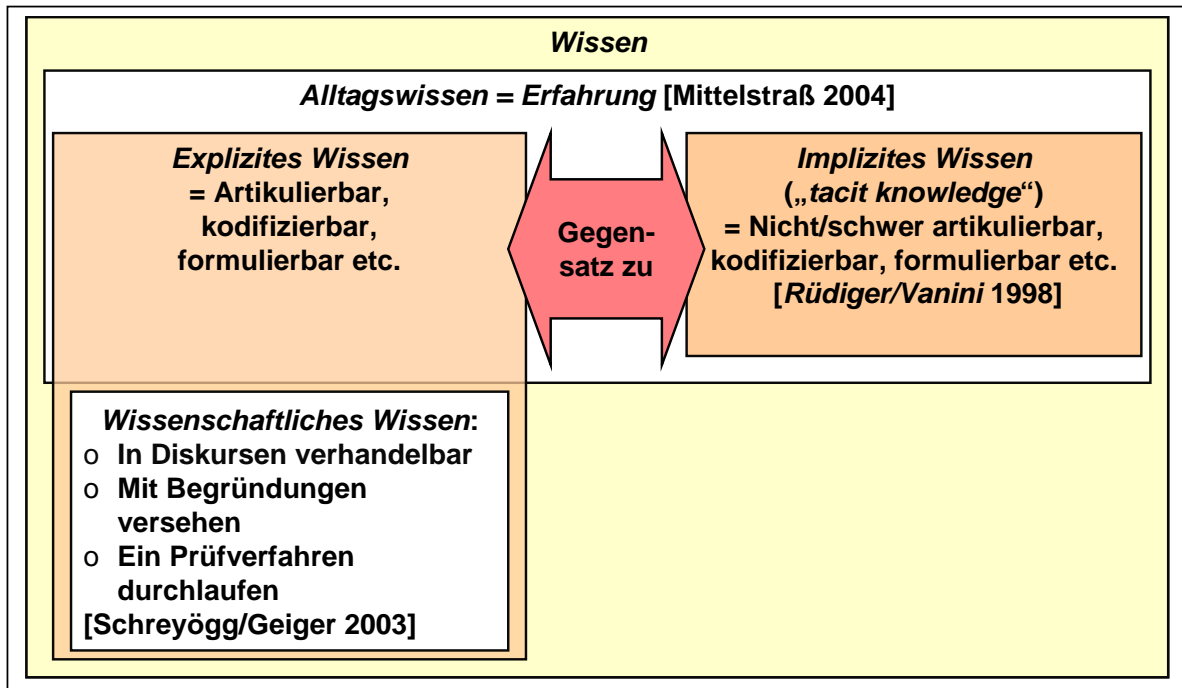 Wissen
Alltagswissen = Erfahrung [Mittelstraß 2004]
Explizites Wissen
= Artikulierbar,
kodifizierbar,
formulierbar etc.
Gegen-
satz zu
Implizites Wissen
(„tacit knowledge“)
= Nicht/schwer artikulierbar,
kodifizierbar, formulierbar etc.
[Rüdiger/Vanini 1998]
Wissenschaftliches Wissen:
o In Diskursen verhandelbar
o Mit Begründungen
versehen
o Ein Prüfverfahren
durchlaufen
[Schreyögg/Geiger 2003]